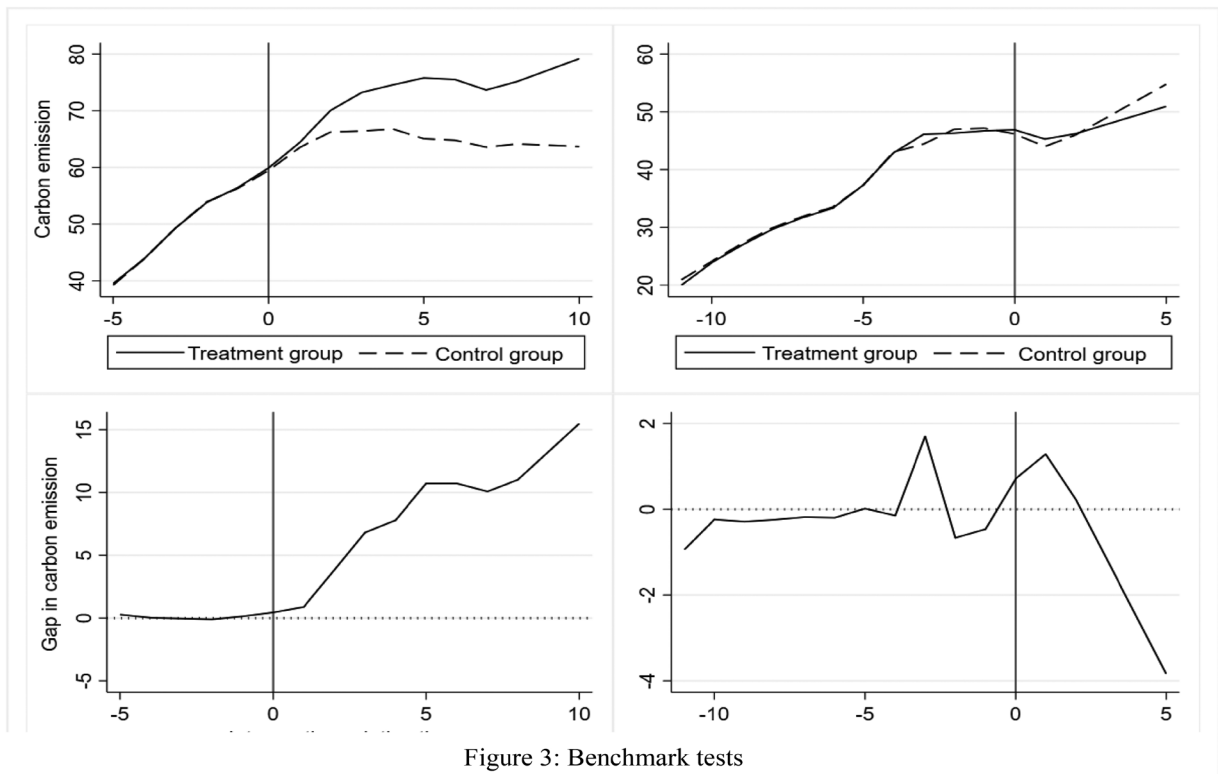 Carbon emission
80
70
60
50
40
-5 0 5 10
Treatment group Control group
60
50
40
30
20
-10 -5 0 5
Treatment group Control group
Gap in carbon emission
15
10
5
0
-5
-5 0 5 10
2
0
-2
-4
-10 -5 0 5
Figure 3: Benchmark tests